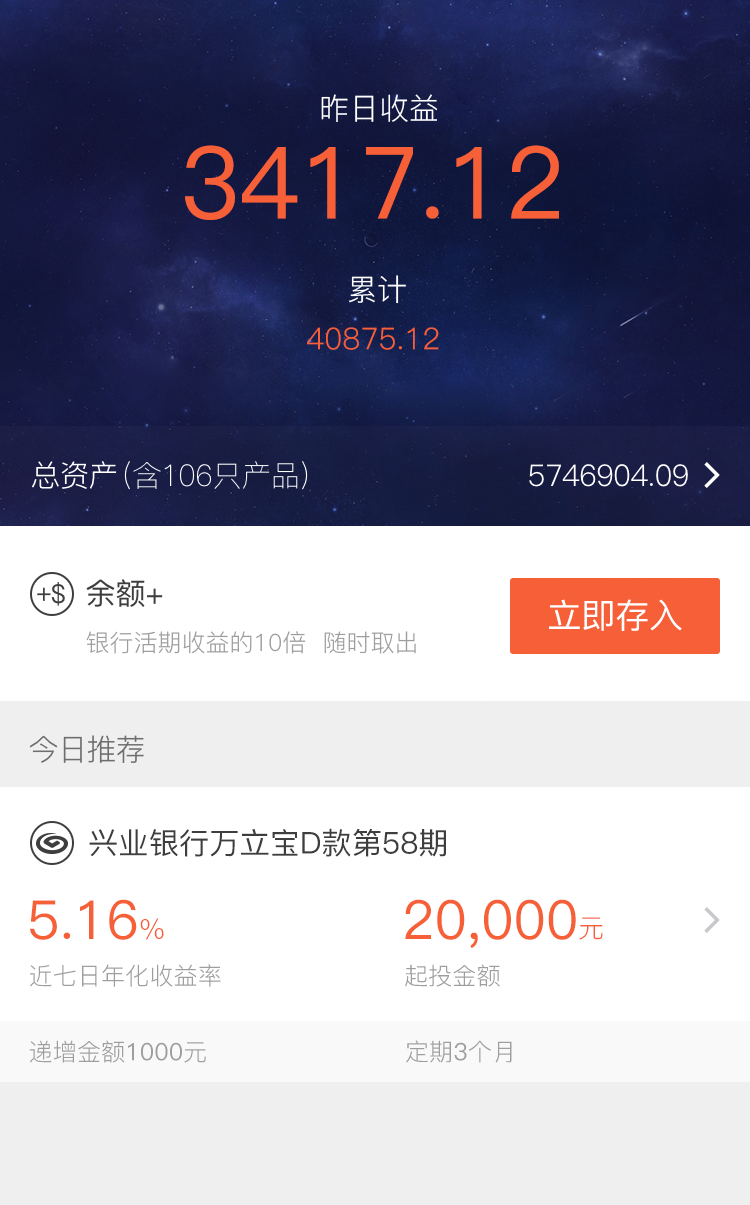 昨日收益
3417.12
累计
40875.12
总资产(含106只产品) 5746904.09
+$ 余额+
立即存入
银行活期收益的10倍 随时取出
今日推荐
兴业银行万立宝D款第58期
5.16% 20,000元
近七日年化收益率 起投金额
递增金额1000元 定期3个月